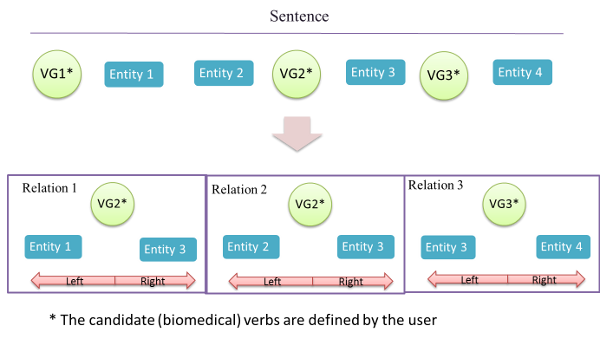 Sentence
VG1* Entity 1 Entity 2 VG2* Entity 3 VG3* Entity 4
Relation 1
VG2*
Entity 1 Entity 3
Left Right
Relation 2
VG2*
Entity 2 Entity 3
Left Right
Relation 3
VG3*
Entity 3 Entity 4
Left Right
* The candidate (biomedical) verbs are defined by the user